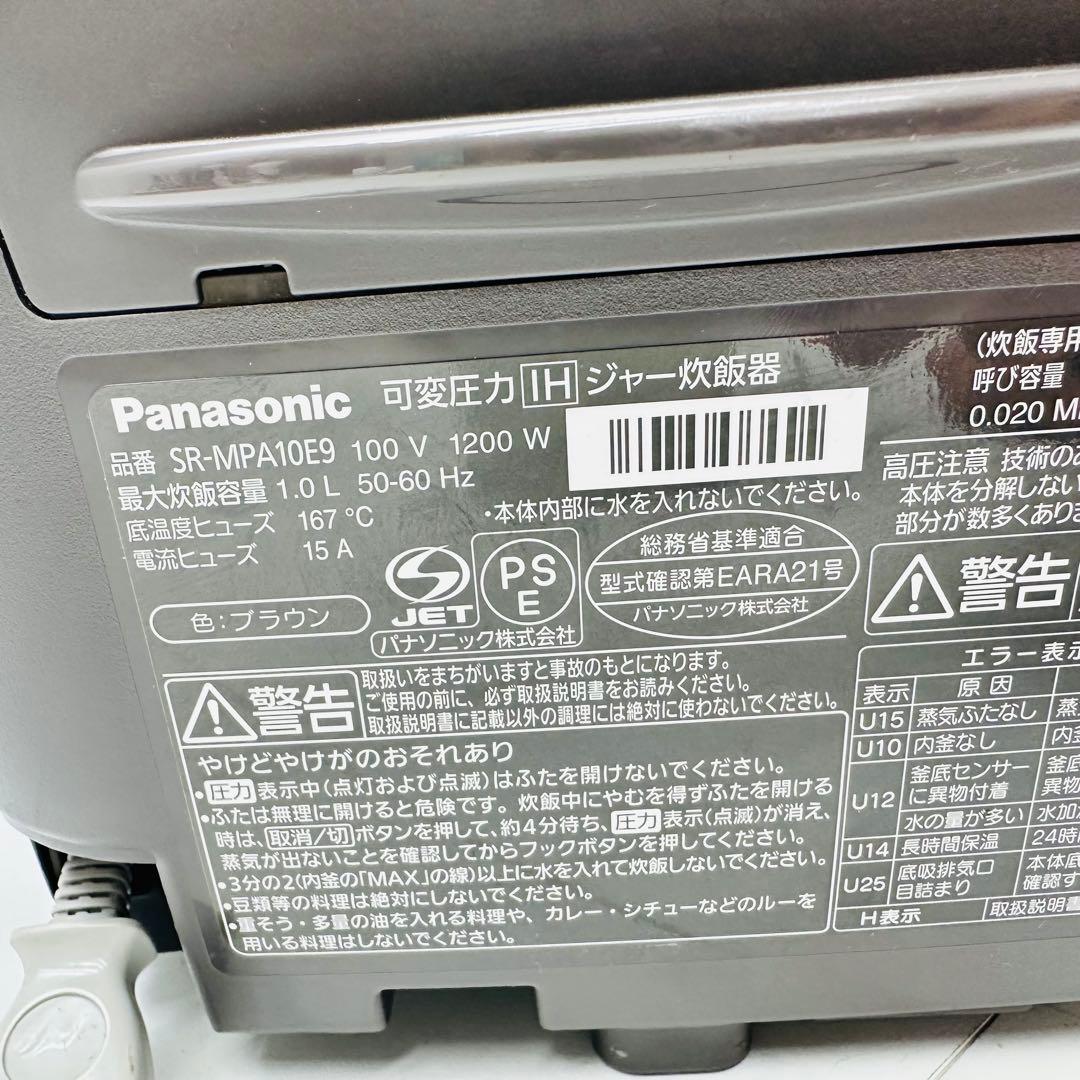 Panasonic 可変圧力 IH ジャー炊飯器
品番 SR-MPA10E9 100 V 1200 W
最大炊飯容量 1.0 L 50-60 Hz
低温度ヒューズ 167 ℃
電流ヒューズ 15 A
・本体内部に水を入れないでください。
色：ブラウン
JET
PS
E
パナソニック株式会社
総務省基準適合
型式確認第EARA21号
パナソニック株式会社
警告
取扱いをまちがいますと事故のもとになります。
ご使用の前に、必ず取扱説明書をお読みください。
取扱説明書に記載以外の調理には絶対に使わないでください。
やけどやけがのおそれあり
・圧力表示中(点灯および点滅)はふたを開けないでください。
・ふたは無理に開けると危険です。炊飯中にやむを得ずふたを開ける
時は、取消/切ボタンを押して、約4分待ち、圧力表示(点滅)が消え、
蒸気が出ないことを確認してからフックボタンを押してください。
・3分の2(内釜の「MAX」の線)以上に水を入れて炊飯しないでください。
・豆類等の料理は絶対にしないでください。
・重そう・多量の油を入れる料理や、カレー・シチューなどのルーを
用いる料理はしないでください。
(炊飯専用
呼び容量
0.020
高圧注意 技術の
本体を分解しない
部分が数多くあり
警告
エラー表示
表示 原因
U15 蒸気ふたなし 蒸
U10 内釜なし 内
U12 釜底センサーに異物付着 釜底 異物
水の量が多い 水加
U14 長時間保温 24時
U25 底吸排気口目詰まり 本体底 確認す
H表示 取扱説明書